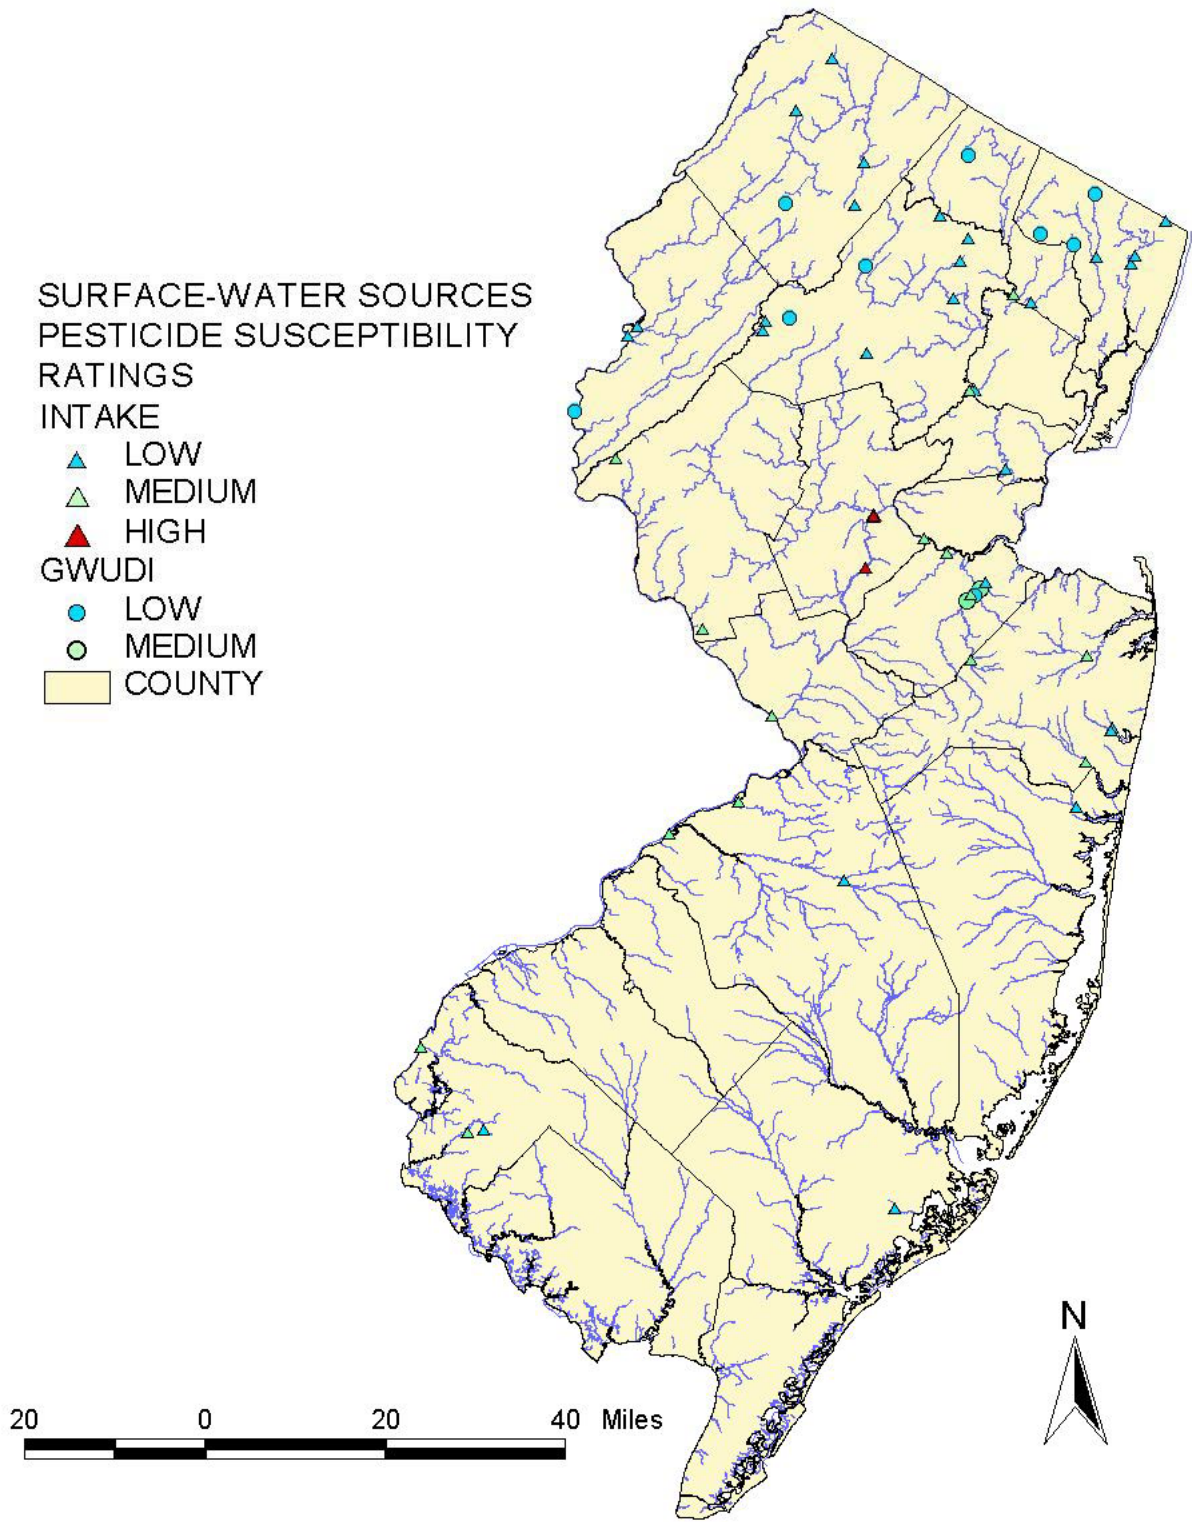 SURFACE-WATER SOURCES
PESTICIDE SUSCEPTIBILITY
RATINGS
INTAKE
LOW
MEDIUM
HIGH
GWUDI
LOW
MEDIUM
COUNTY
N
20 0 20 40 Miles